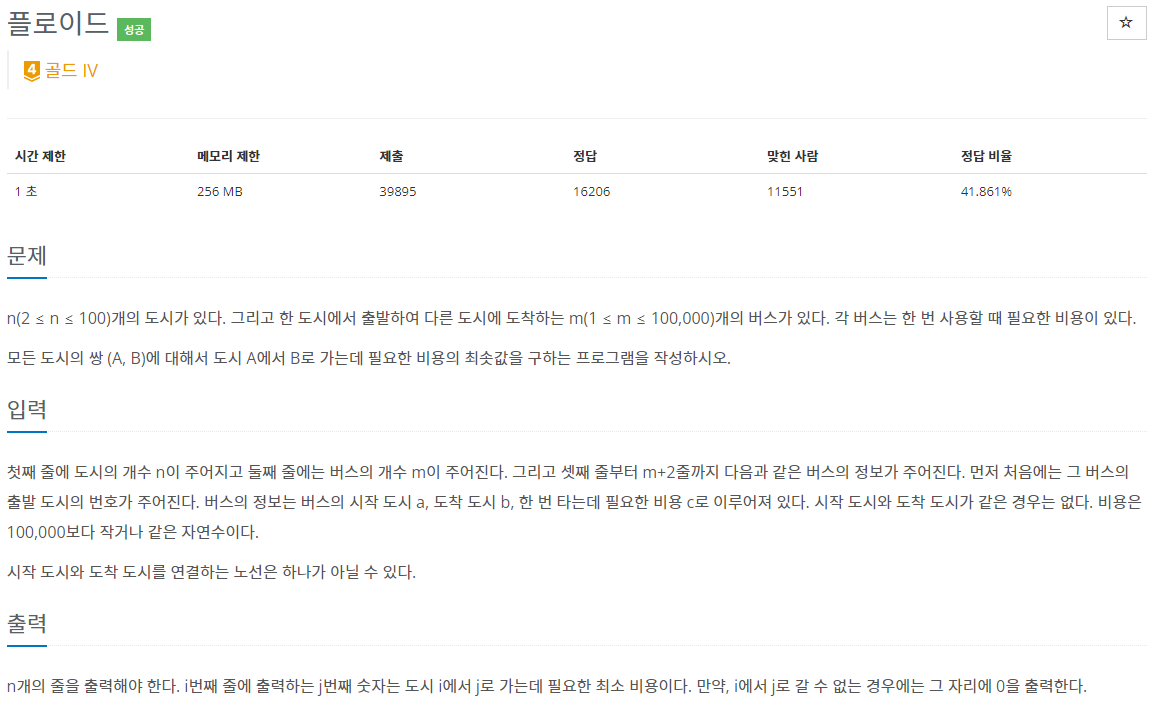 플로이드 성공
4 골드 IV
시간 제한 메모리 제한 제출 정답 맞힌 사람 정답 비율
1 초 256 MB 39895 16206 11551 41.861%
문제
n(2 ≤ n ≤ 100)개의 도시가 있다. 그리고 한 도시에서 출발하여 다른 도시에 도착하는 m(1 ≤ m ≤ 100,000)개의 버스가 있다. 각 버스는 한 번 사용할 때 필요한 비용이 있다.
모든 도시의 쌍 (A, B)에 대해서 도시 A에서 B로 가는데 필요한 비용의 최솟값을 구하는 프로그램을 작성하시오.
입력
첫째 줄에 도시의 개수 n이 주어지고 둘째 줄에는 버스의 개수 m이 주어진다. 그리고 셋째 줄부터 m+2줄까지 다음과 같은 버스의 정보가 주어진다. 먼저 처음에는 그 버스의
출발 도시의 번호가 주어진다. 버스의 정보는 버스의 시작 도시 a, 도착 도시 b, 한 번 타는데 필요한 비용 c로 이루어져 있다. 시작 도시와 도착 도시가 같은 경우는 없다. 비용은
100,000보다 작거나 같은 자연수이다.
시작 도시와 도착 도시를 연결하는 노선은 하나가 아닐 수 있다.
출력
n개의 줄을 출력해야 한다. i번째 줄에 출력하는 j번째 숫자는 도시 i에서 j로 가는데 필요한 최소 비용이다. 만약, i에서 j로 갈 수 없는 경우에는 그 자리에 0을 출력한다.